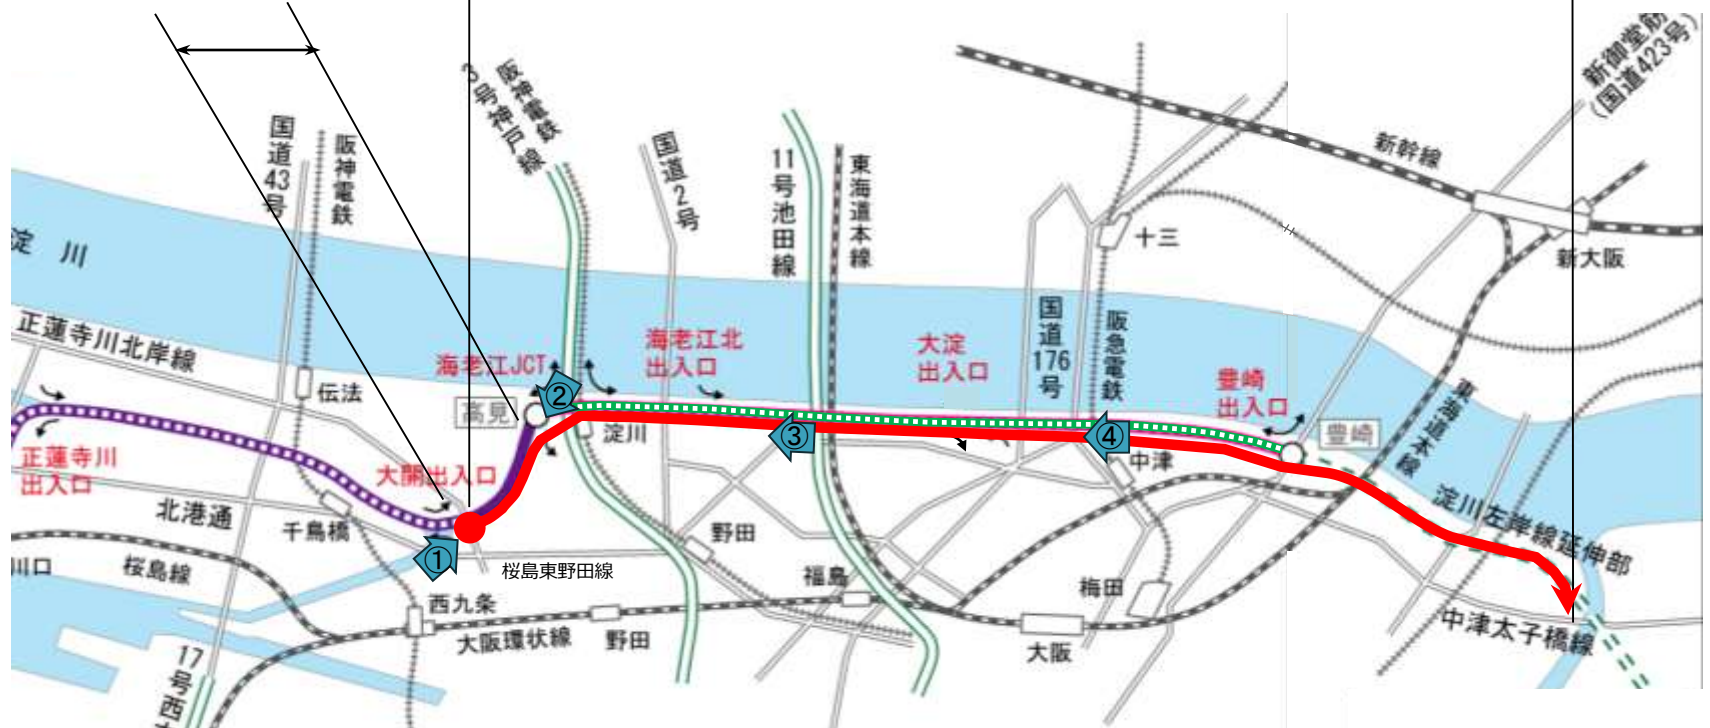 新御堂筋
(国道423号)
阪神電鉄
3号神戸線
国道43号
阪神電鉄
国道2号
11号池田線
東海道本線
新幹線
十三
新大阪
淀川
正蓮寺川北岸線
海老江JCT
海老江北
出入口
大淀
出入口
国道176号
阪急電鉄
豊崎
出入口
東海道本線
伝法
高見
②
③
④
淀川
中津
豊崎
正蓮寺川
出入口
大開出入口
北港通
千鳥橋
①
淀川左岸線延伸部
野田
川口
桜島線
桜島東野田線
福島
梅田
西九条
大阪環状線
野田
大阪
中津太子橋線
17号西